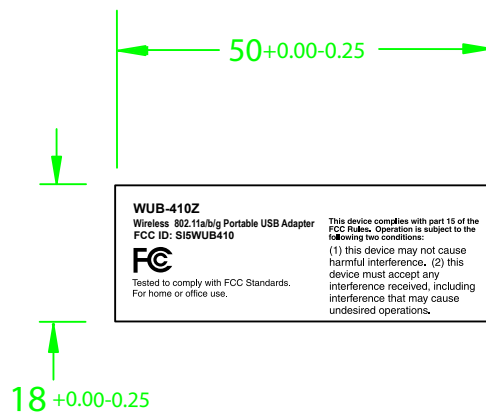 50+0.00-0.25
WUB-410Z
Wireless 802.11a/b/g Portable USB Adapter
FCC ID: SI5WUB410
FC
Tested to comply with FCC Standards.
For home or office use.
This device complies with part 15 of the
FCC Rules. Operation is subject to the
following two conditions:
(1) this device may not cause
harmful interference. (2) this
device must accept any
interference received, including
interference that may cause
undesired operations.
18 +0.00-0.25